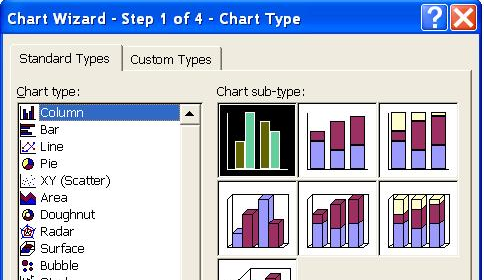 Chart Wizard - Step 1 of 4 - Chart Type
Standard Types
Custom Types
Chart type:
Column
Bar
Line
Pie
XY (Scatter)
Area
Doughnut
Radar
Surface
Bubble
Chart sub-type: